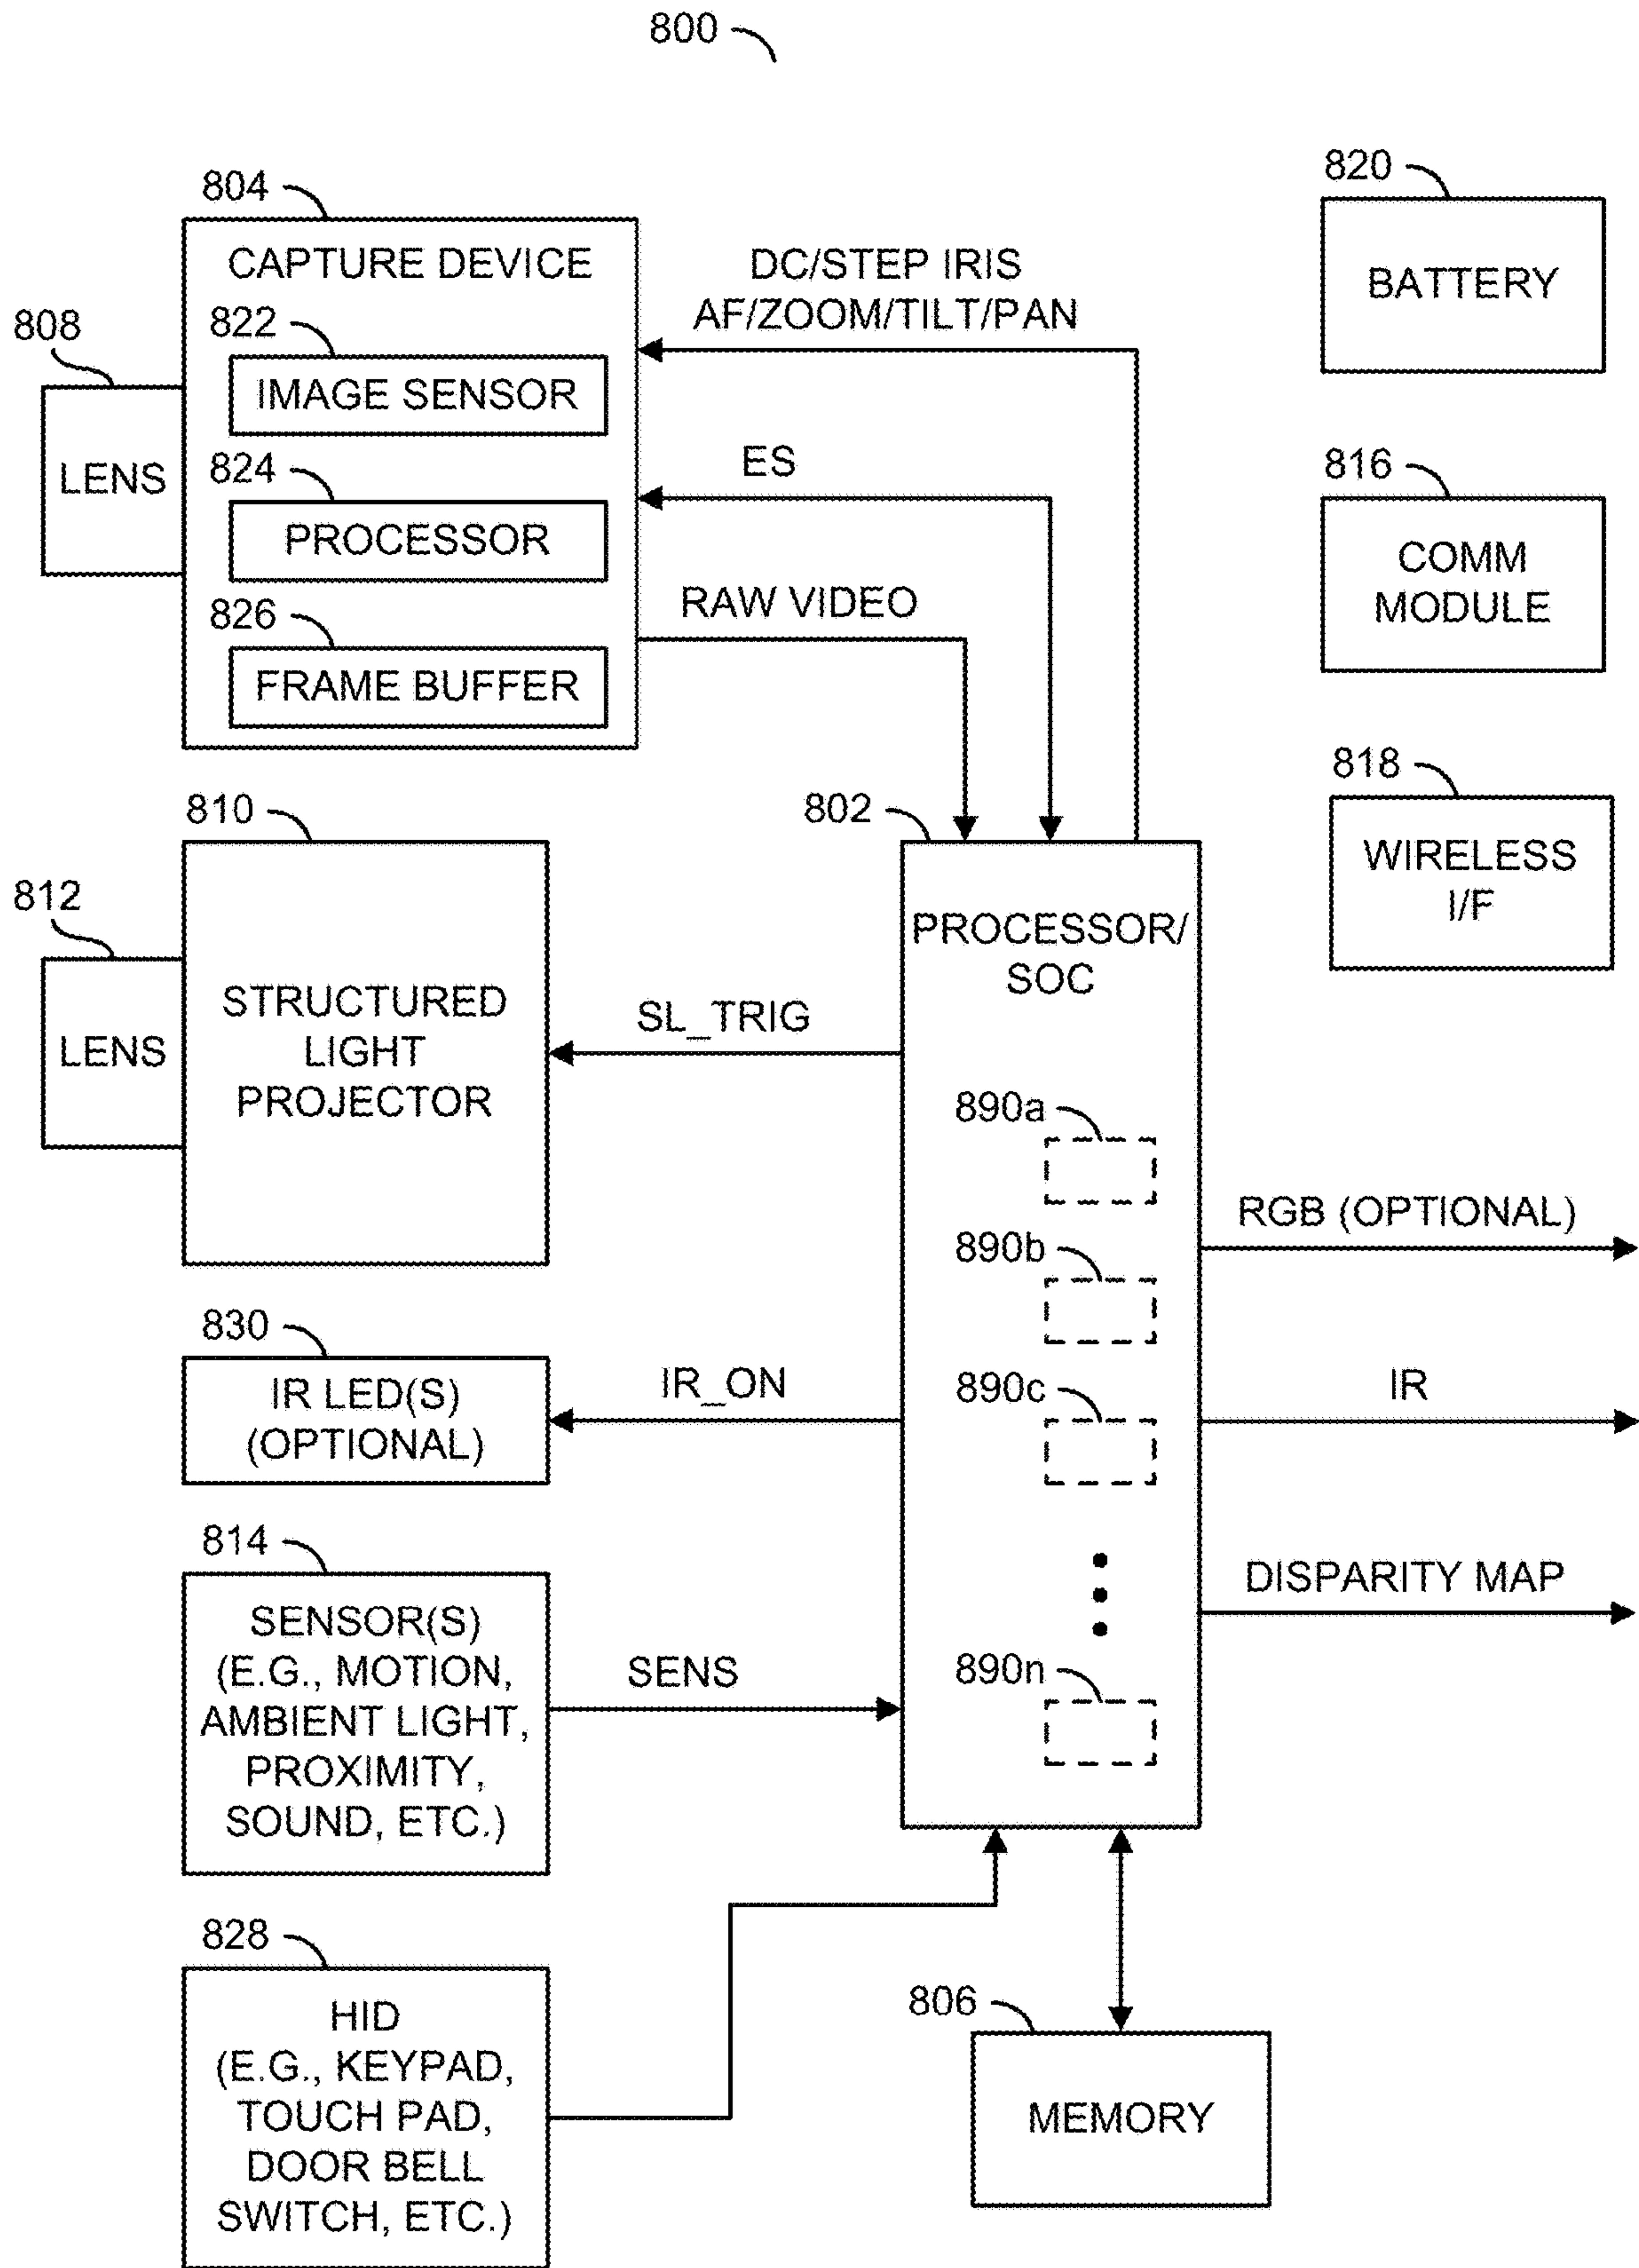 800
804
CAPTURE DEVICE
822
IMAGE SENSOR
824
PROCESSOR
826
FRAME BUFFER
808
LENS
DC/STEP IRIS
AF/ZOOM/TILT/PAN
ES
RAW VIDEO
820
BATTERY
816
COMM
MODULE
818
WIRELESS
I/F
810
STRUCTURED
LIGHT
PROJECTOR
812
LENS
SL_TRIG
802
PROCESSOR/
SOC
890a
890b
890c
890n
RGB (OPTIONAL)
IR
DISPARITY MAP
830
IR LED(S)
(OPTIONAL)
IR_ON
814
SENSOR(S)
(E.G., MOTION,
AMBIENT LIGHT,
PROXIMITY,
SOUND, ETC.)
SENS
828
HID
(E.G., KEYPAD,
TOUCH PAD,
DOOR BELL
SWITCH, ETC.)
806
MEMORY